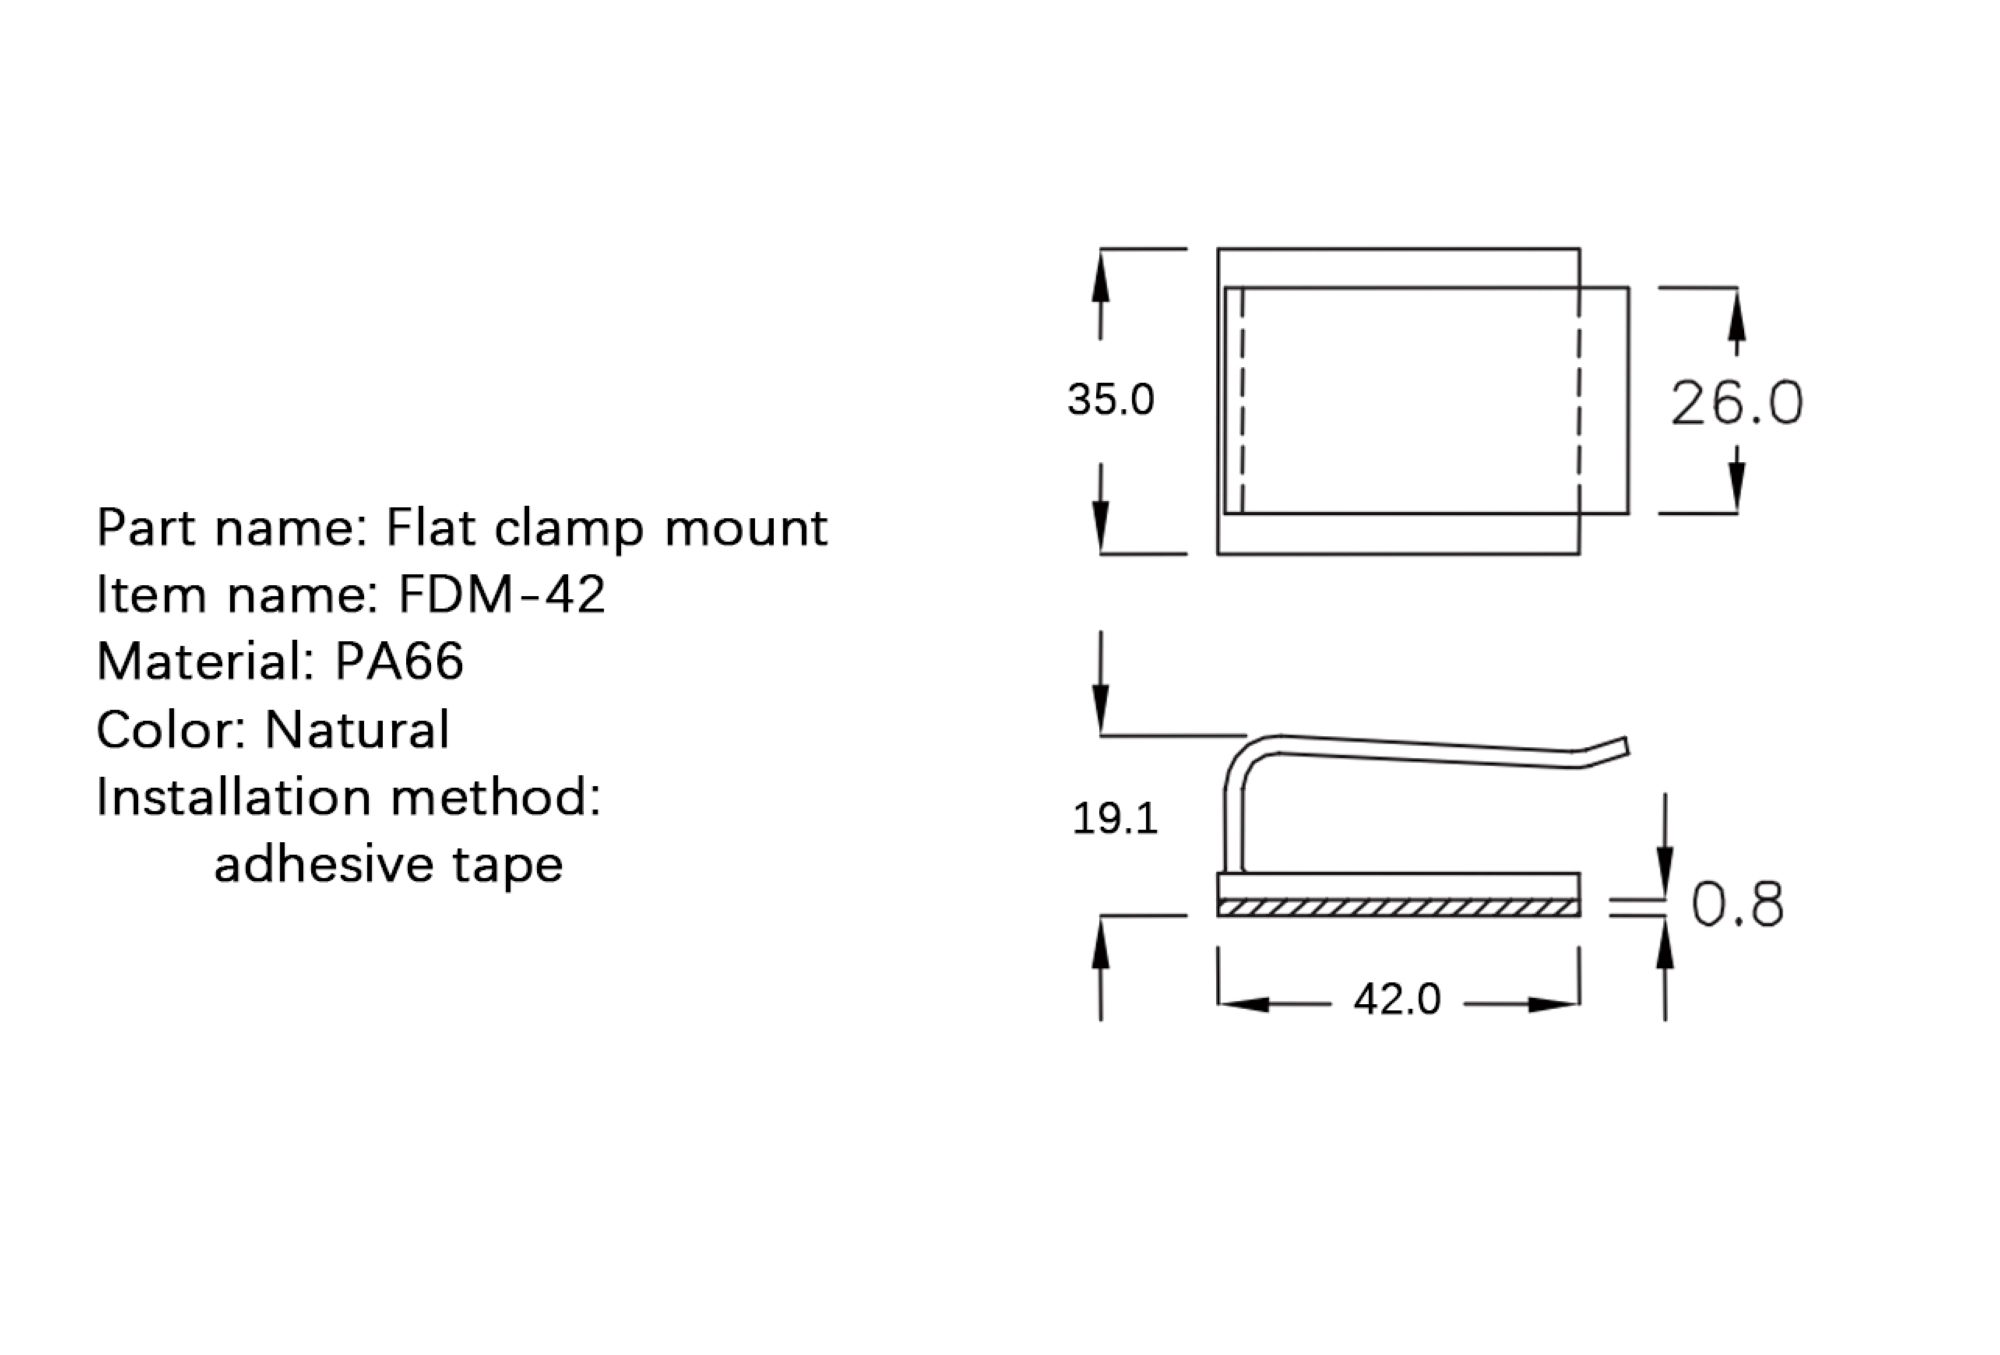 Part name: Flat clamp mount
Item name: FDM-42
Material: PA66
Color: Natural
Installation method:
adhesive tape
35.0
26.0
19.1
0.8
42.0